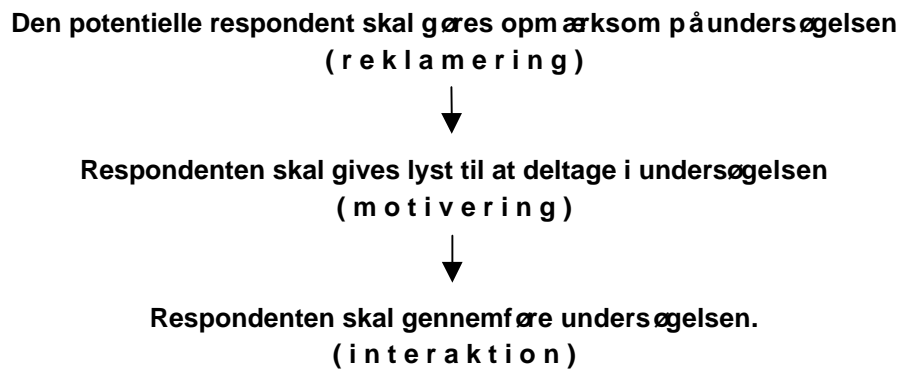 Den potentielle respondent skal gøres opmærksom på undersøgelsen
(reklamering)
Respondenten skal gives lyst til at deltage i undersøgelsen
(motivering)
Respondenten skal gennemføre undersøgelsen.
(interaktion)